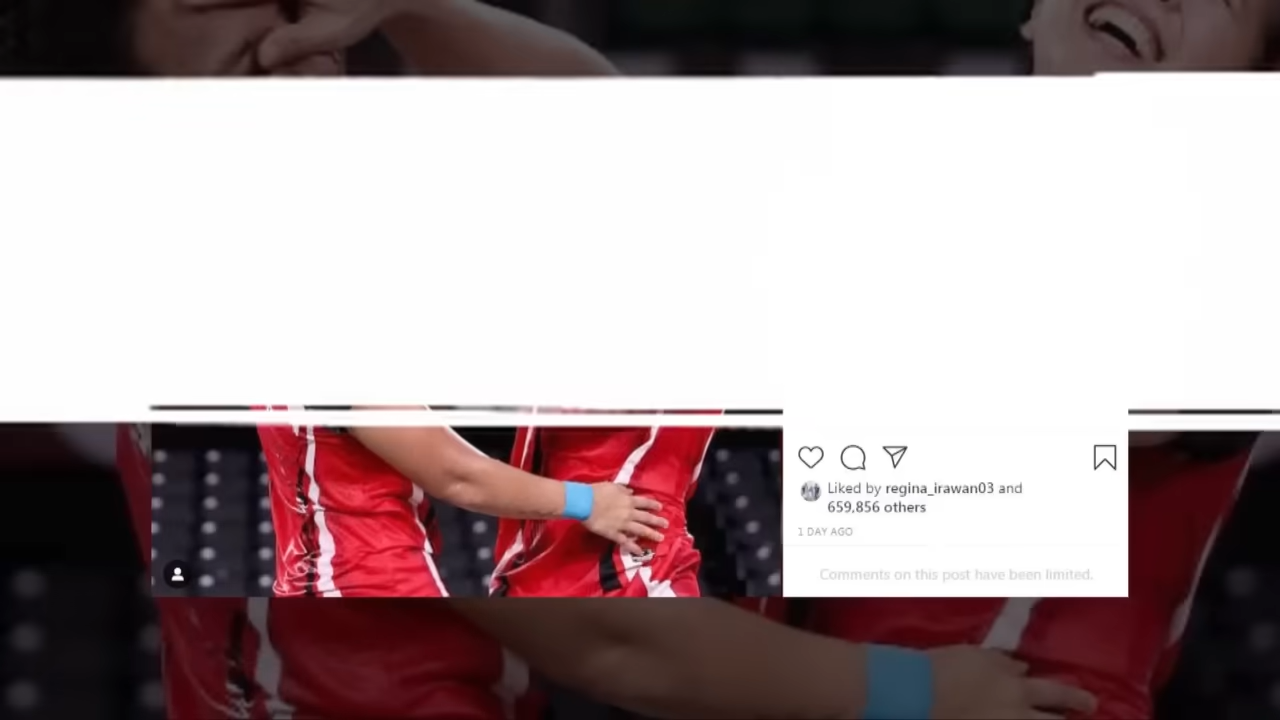 Liked by regina_irawan03 and
659,856 others
1 DAY AGO
Comments on this post have been limited.